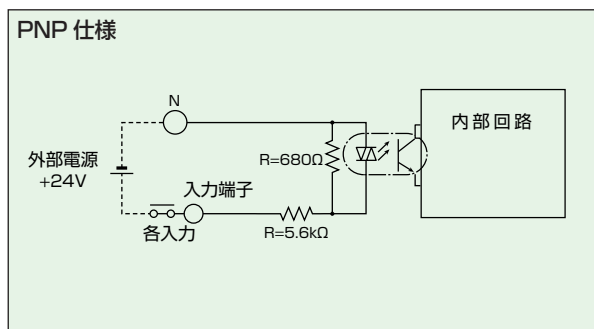 PNP 仕様
N
内部回路
外部電源
+24V
R=680Ω
入力端子
各入力
R=5.6kΩ